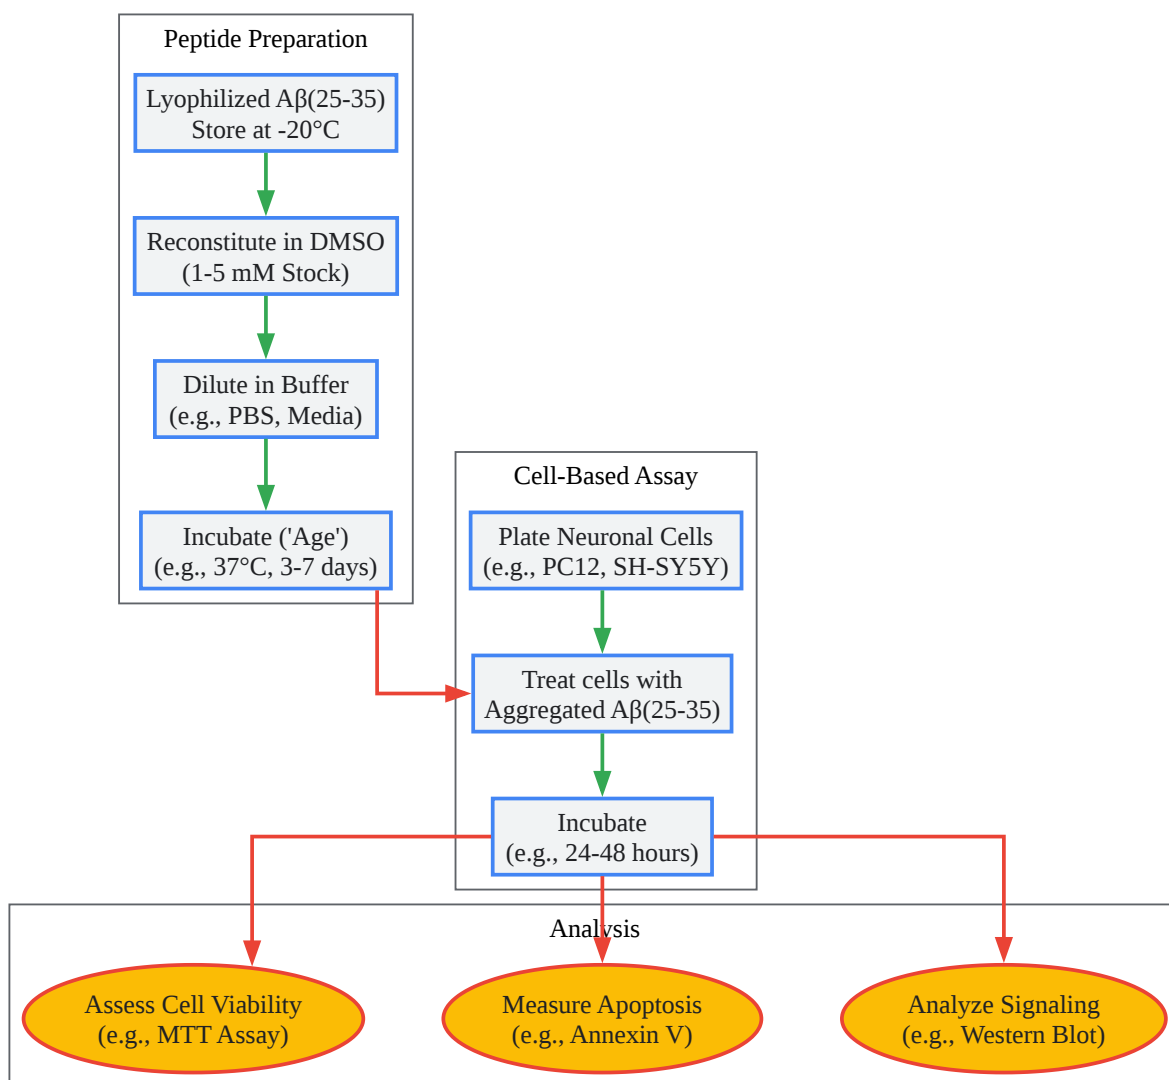 Peptide Preparation
Lyophilized Aβ(25-35)
Store at -20°C
Reconstitute in DMSO
(1-5 mM Stock)
Dilute in Buffer
(e.g., PBS, Media)
Incubate ('Age')
(e.g., 37°C, 3-7 days)
Cell-Based Assay
Plate Neuronal Cells
(e.g., PC12, SH-SY5Y)
Treat cells with
Aggregated Aβ(25-35)
Incubate
(e.g., 24-48 hours)
Analysis
Assess Cell Viability
(e.g., MTT Assay)
Measure Apoptosis
(e.g., Annexin V)
Analyze Signaling
(e.g., Western Blot)